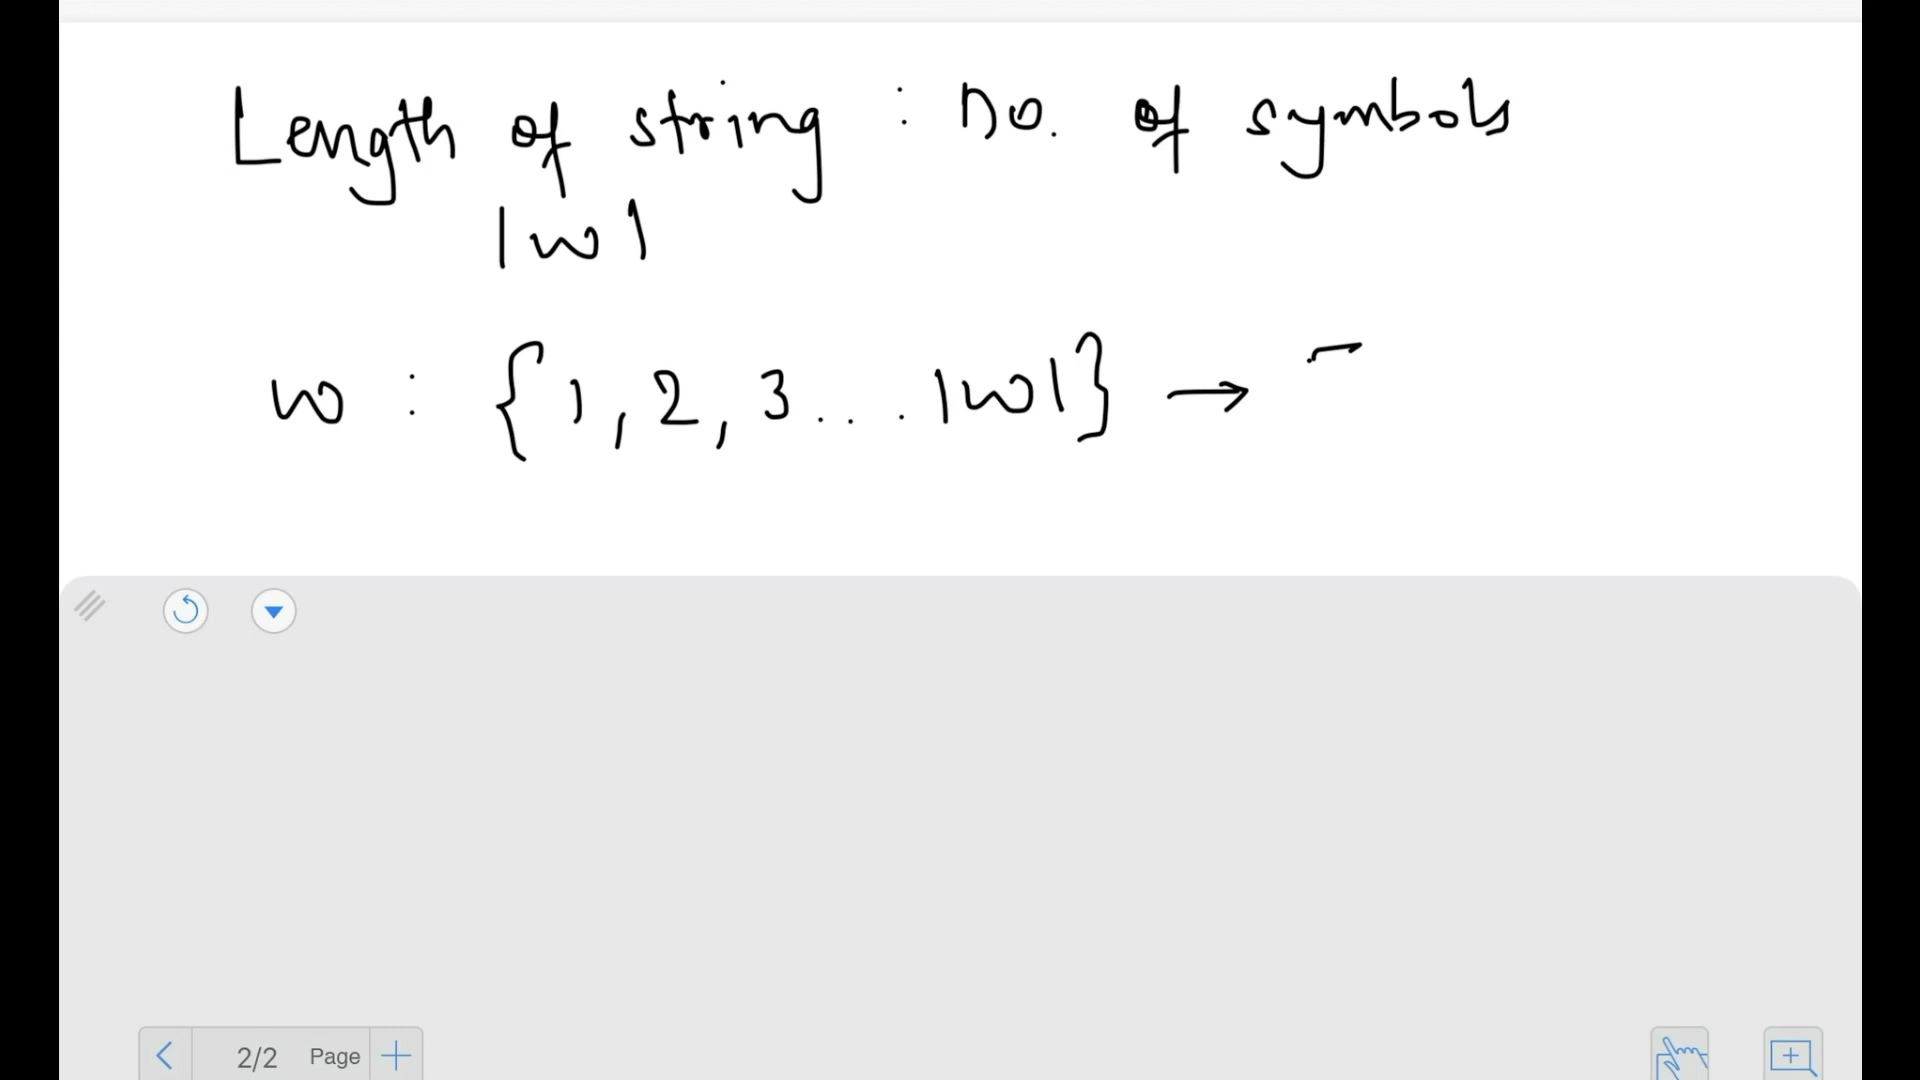 Length of string : no. of symbols
|w|
w : {1, 2, 3... |w|} →
2/2 Page